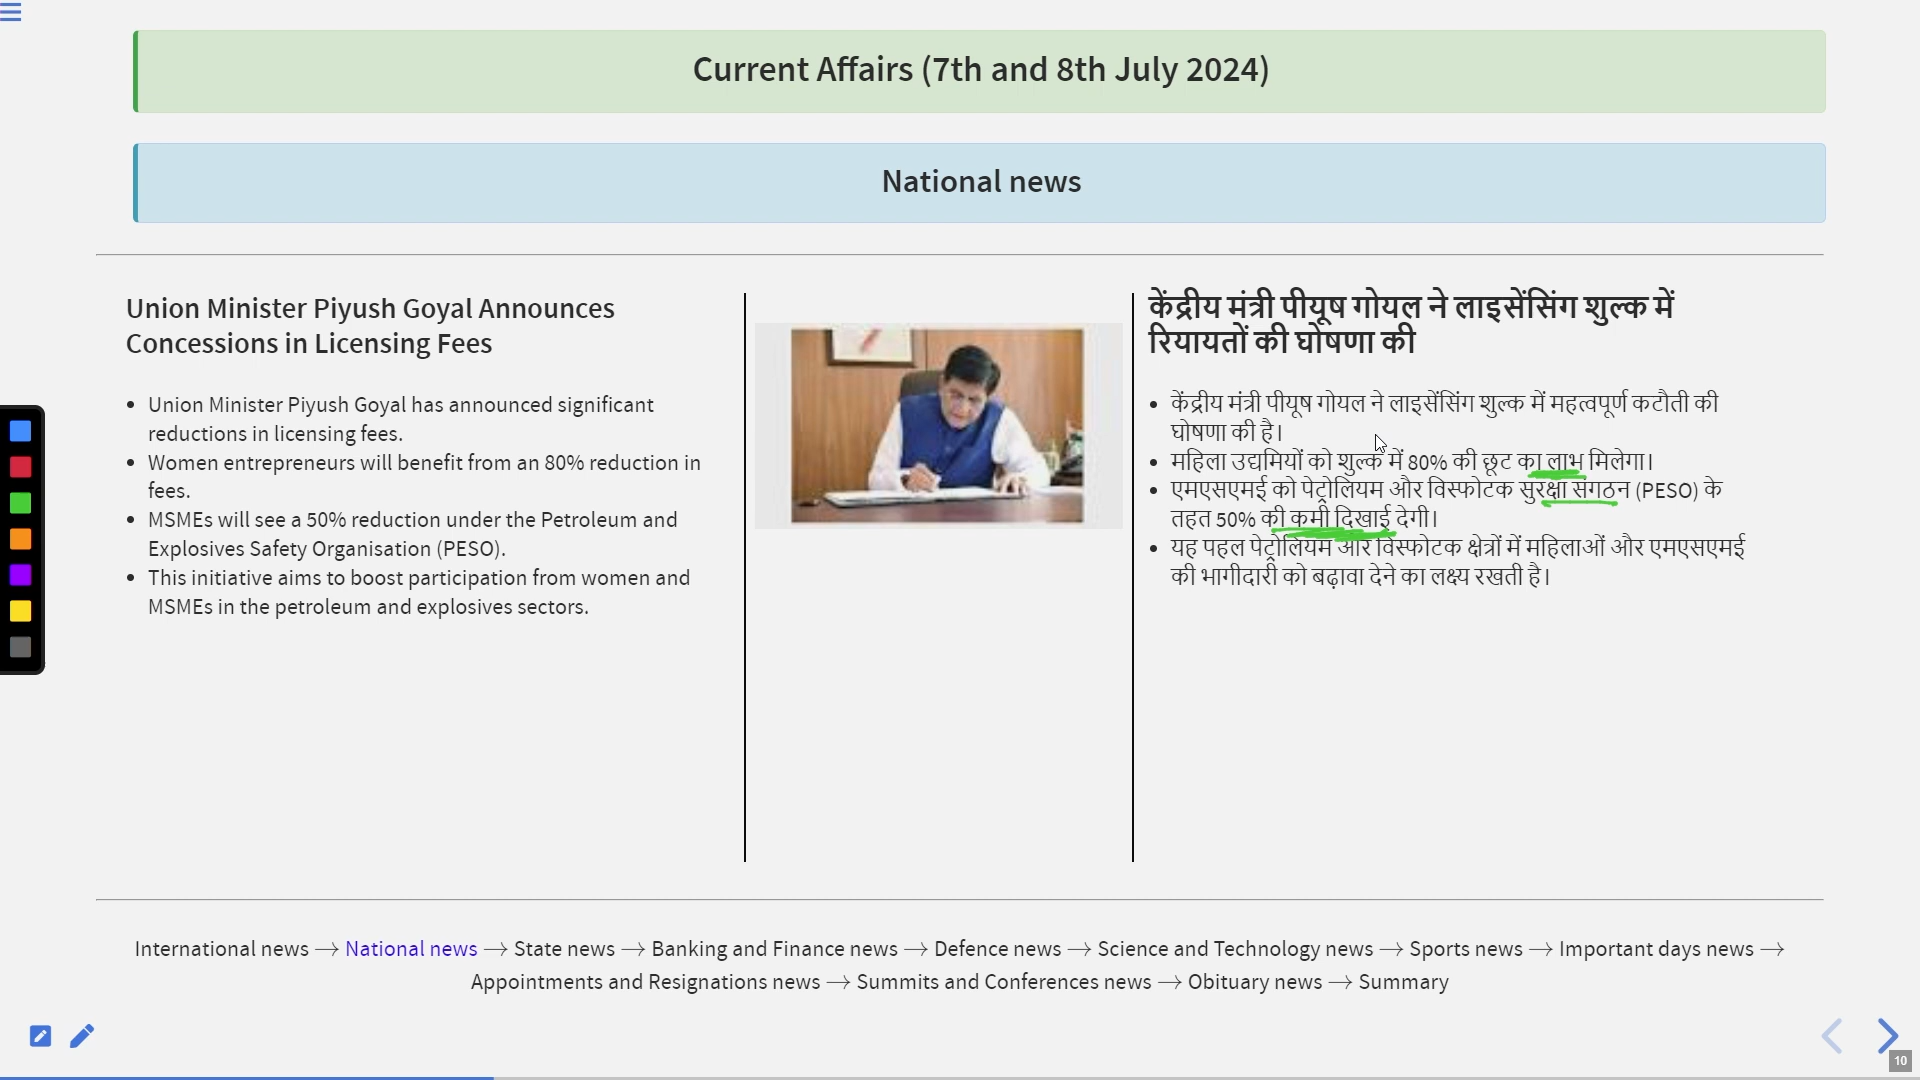 Current Affairs (7th and 8th July 2024)
National news
Union Minister Piyush Goyal Announces
Concessions in Licensing Fees
• Union Minister Piyush Goyal has announced significant
reductions in licensing fees.
• Women entrepreneurs will benefit from an 80% reduction in
fees.
• MSMEs will see a 50% reduction under the Petroleum and
Explosives Safety Organisation (PESO).
• This initiative aims to boost participation from women and
MSMEs in the petroleum and explosives sectors.
केंद्रीय मंत्री पीयूष गोयल ने लाइसेंसिंग शुल्क में
रियायतों की घोषणा की
• केंद्रीय मंत्री पीयूष गोयल ने लाइसेंसिंग शुल्क में महत्वपूर्ण कटौती की
घोषणा की है।
• महिला उद्यमियों को शुल्क में 80% की छूट का लाभ मिलेगा।
• एमएसएमई को पेट्रोलियम और विस्फोटक सुरक्षा संगठन (PESO) के
तहत 50% की कमी दिखाई देगी।
• यह पहल पेट्रोलियम और विस्फोटक क्षेत्रों में महिलाओं और एमएसएमई
की भागीदारी को बढ़ावा देने का लक्ष्य रखती है।
International news → National news → State news → Banking and Finance news → Defence news → Science and Technology news → Sports news → Important days news →
Appointments and Resignations news → Summits and Conferences news → Obituary news → Summary
10